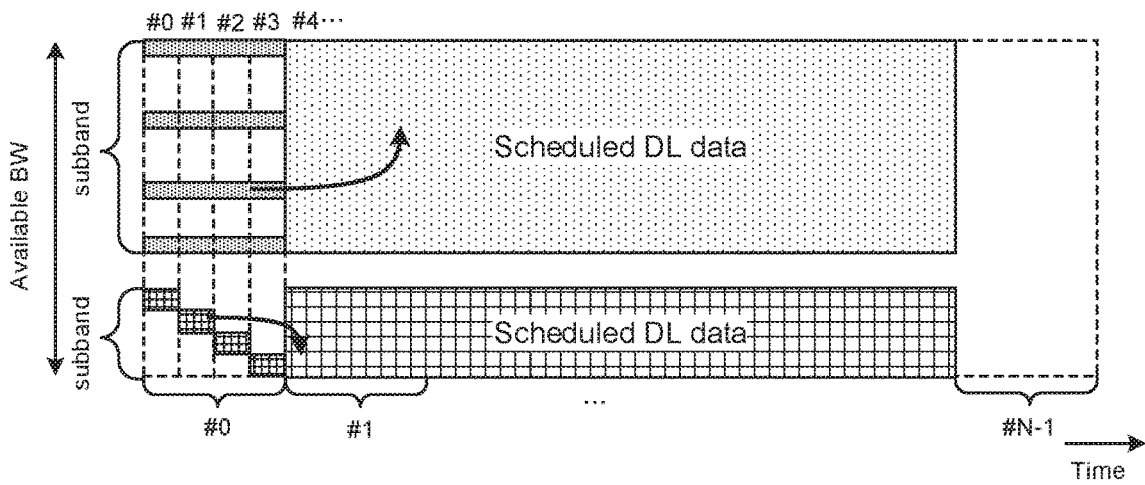 #0 #1 #2 #3 #4...
Available BW
subband
Scheduled DL data
subband
Scheduled DL data
#0
#1
...
#N-1
Time